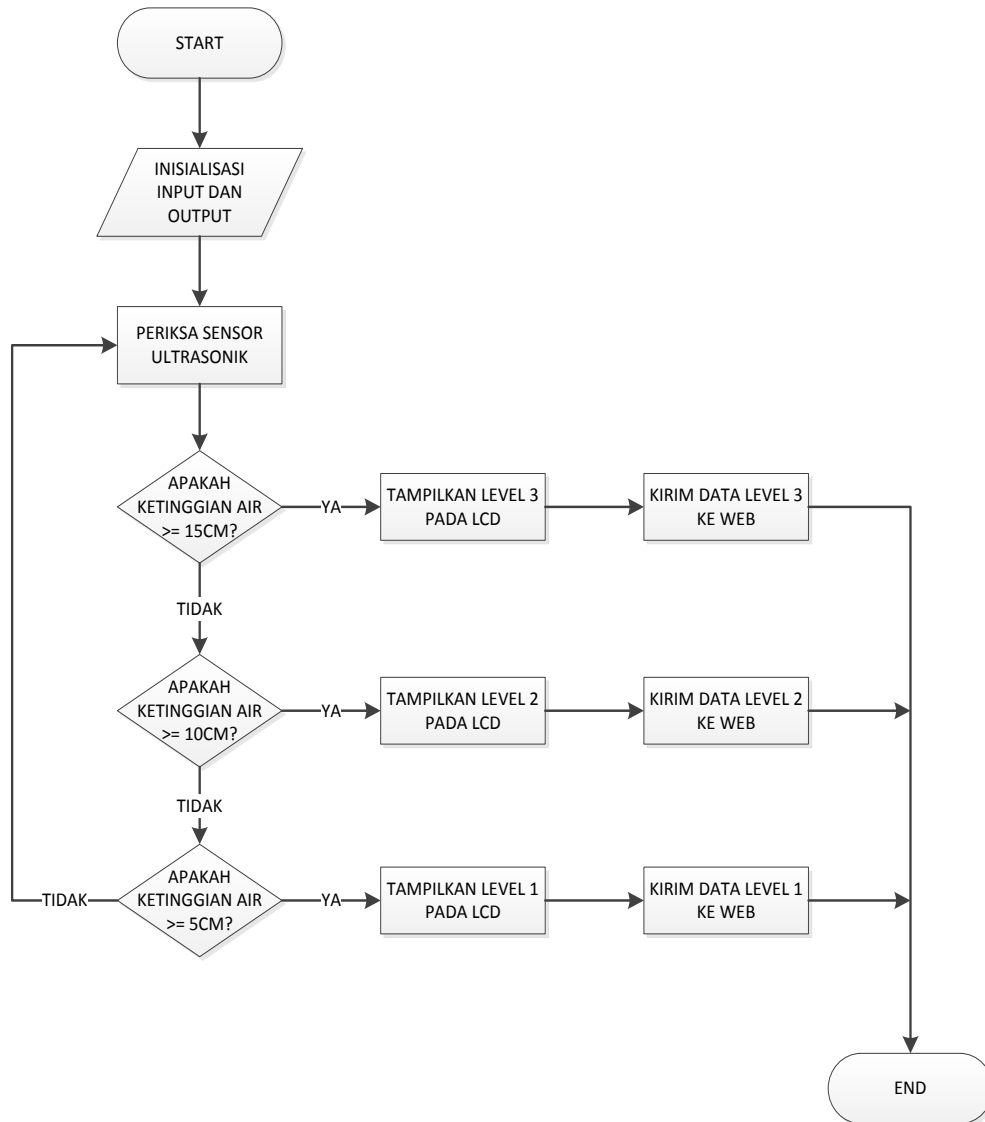 START
INISIALISASI
INPUT DAN
OUTPUT
PERIKSA SENSOR
ULTRASONIK
APAKAH
KETINGGIAN AIR
>= 15CM?
YA
TAMPILKAN LEVEL 3
PADA LCD
KIRIM DATA LEVEL 3
KE WEB
TIDAK
APAKAH
KETINGGIAN AIR
>= 10CM?
YA
TAMPILKAN LEVEL 2
PADA LCD
KIRIM DATA LEVEL 2
KE WEB
TIDAK
APAKAH
KETINGGIAN AIR
>= 5CM?
TIDAK
YA
TAMPILKAN LEVEL 1
PADA LCD
KIRIM DATA LEVEL 1
KE WEB
END